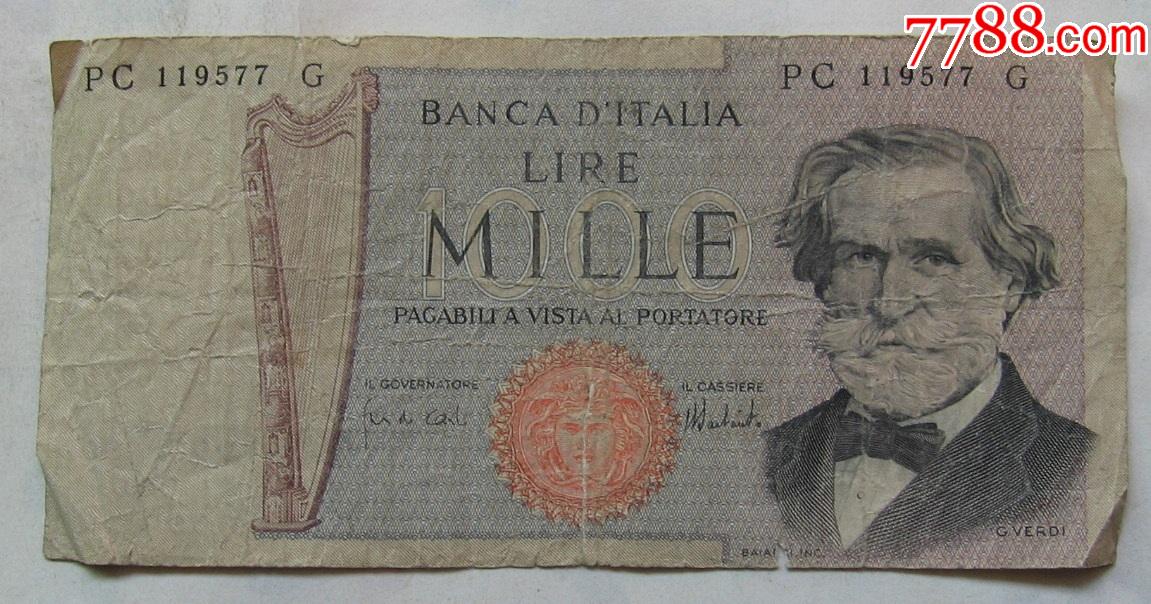 7788.com
PC 119577 G
PC 119577 G
BANCA D'ITALIA
LIRE
1000
MILLE
PAGABILI A VISTA AL PORTATORE
IL GOVERNATORE
IL CASSIERE
G. VERDI
INC.